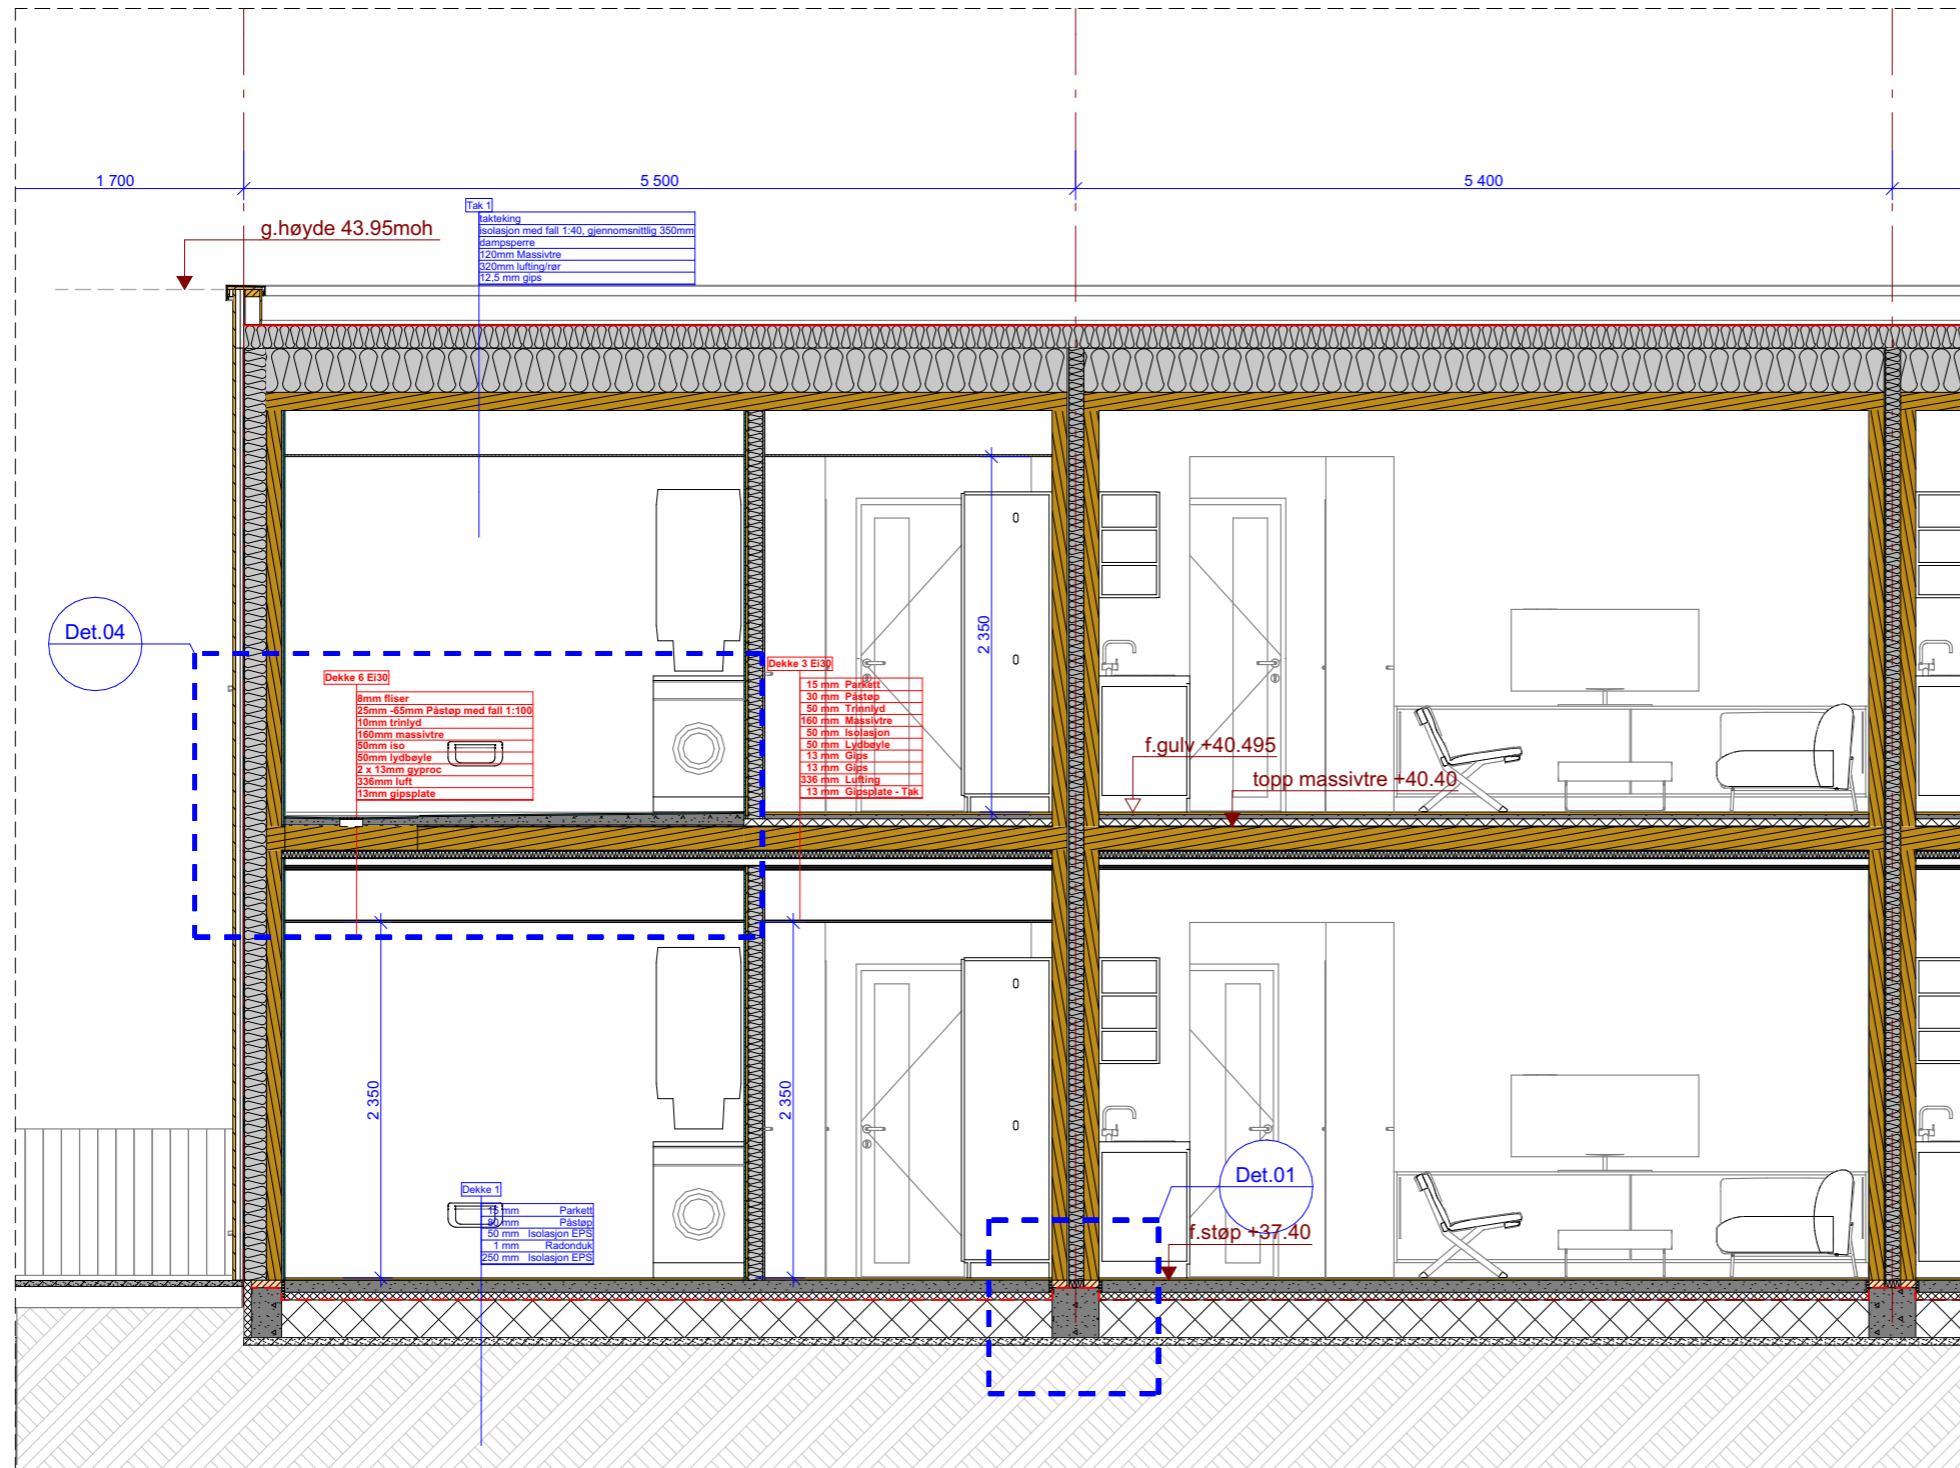 1 700
5 500
5 400
g.høyde 43.95moh
Tak 1
takteking
isolasjon med fall 1:40, gjennomsnittlig 350mm
dampsperre
120mm Massivtre
320mm lufting/rør
12,5 mm gips
Det.04
Dekke 6 Ei30
8mm fliser
25mm -65mm Påstøp med fall 1:100
10mm trinlyd
160mm massivtre
50mm iso
50mm lydbøyle
2 x 13mm gyproc
336mm luft
13mm gipsplate
Dekke 3 Ei30
15 mm Parkett
30 mm Påstøp
50 mm Trinnlyd
160 mm Massivtre
50 mm Isolasjon
50 mm Lydbøyle
13 mm Gips
13 mm Gips
336 mm Lufting
13 mm Gipsplate - Tak
2 350
f.gulv +40.495
topp massivtre +40.40
2 350
2 350
Det.01
f.støp +37.40
Dekke 1
15 mm Parkett
80 mm Påstøp
50 mm Isolasjon EPS
1 mm Radonduk
250 mm Isolasjon EPS